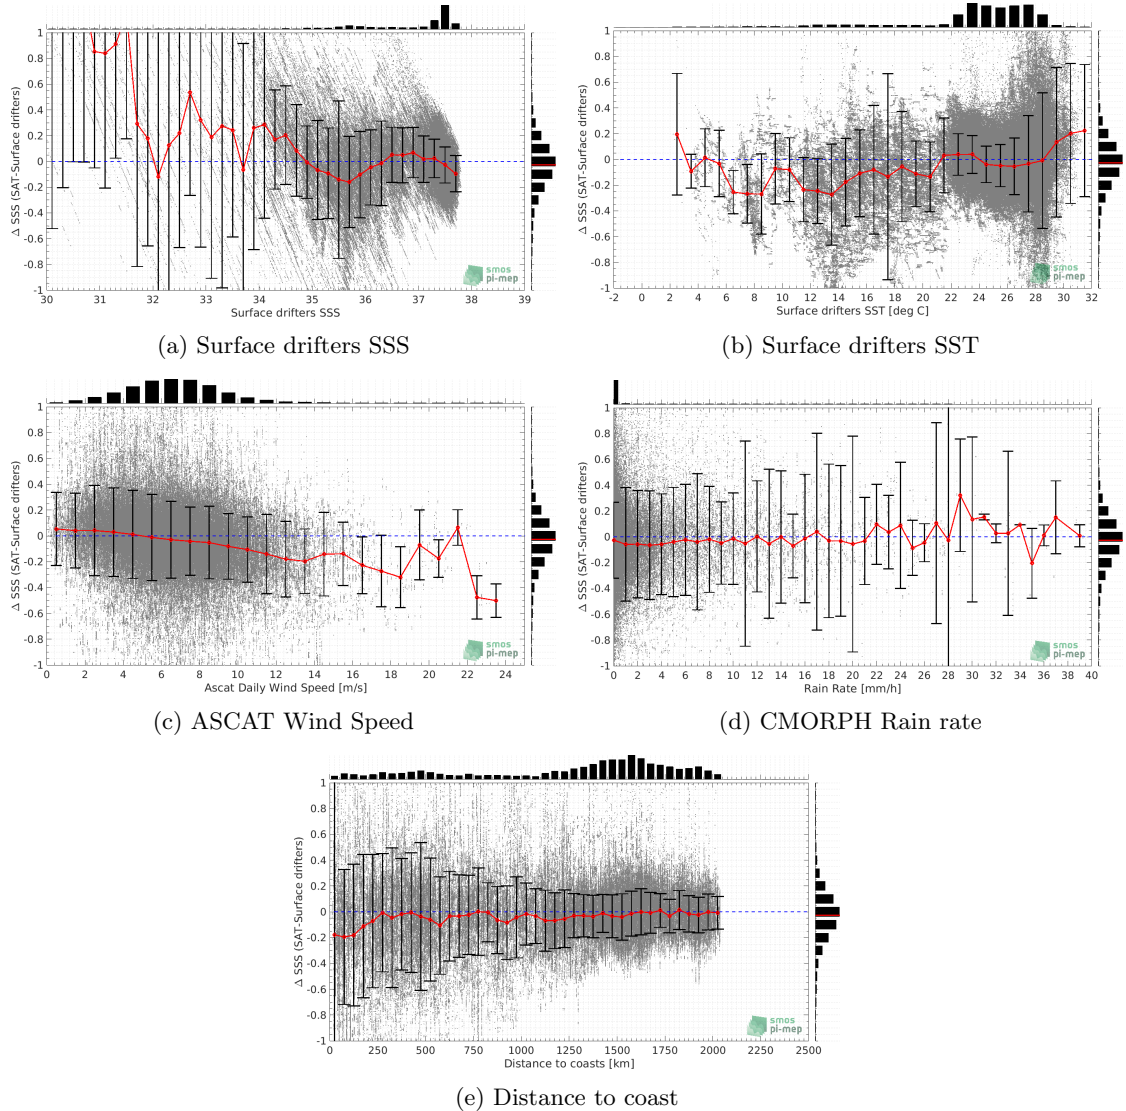 1
0.8
0.6
0.4
0.2
0
-0.2
-0.4
-0.6
-0.8
-1
Δ SSS (SAT-Surface drifters)
30 31 32 33 34 35 36 37 38 39
Surface drifters SSS
smos
pi-mep
(a) Surface drifters SSS
1
0.8
0.6
0.4
0.2
0
-0.2
-0.4
-0.6
-0.8
-1
Δ SSS (SAT-Surface drifters)
-2 0 2 4 6 8 10 12 14 16 18 20 22 24 26 28 30 32
Surface drifters SST [deg C]
smos
pi-mep
(b) Surface drifters SST
1
0.8
0.6
0.4
0.2
0
-0.2
-0.4
-0.6
-0.8
-1
Δ SSS (SAT-Surface drifters)
0 2 4 6 8 10 12 14 16 18 20 22 24
Ascat Daily Wind Speed [m/s]
smos
pi-mep
(c) ASCAT Wind Speed
1
0.8
0.6
0.4
0.2
0
-0.2
-0.4
-0.6
-0.8
-1
Δ SSS (SAT-Surface drifters)
0 2 4 6 8 10 12 14 16 18 20 22 24 26 28 30 32 34 36 38 40
Rain Rate [mm/h]
smos
pi-mep
(d) CMORPH Rain rate
1
0.8
0.6
0.4
0.2
0
-0.2
-0.4
-0.6
-0.8
-1
Δ SSS (SAT-Surface drifters)
0 250 500 750 1000 1250 1500 1750 2000 2250 2500
Distance to coasts [km]
smos
pi-mep
(e) Distance to coast